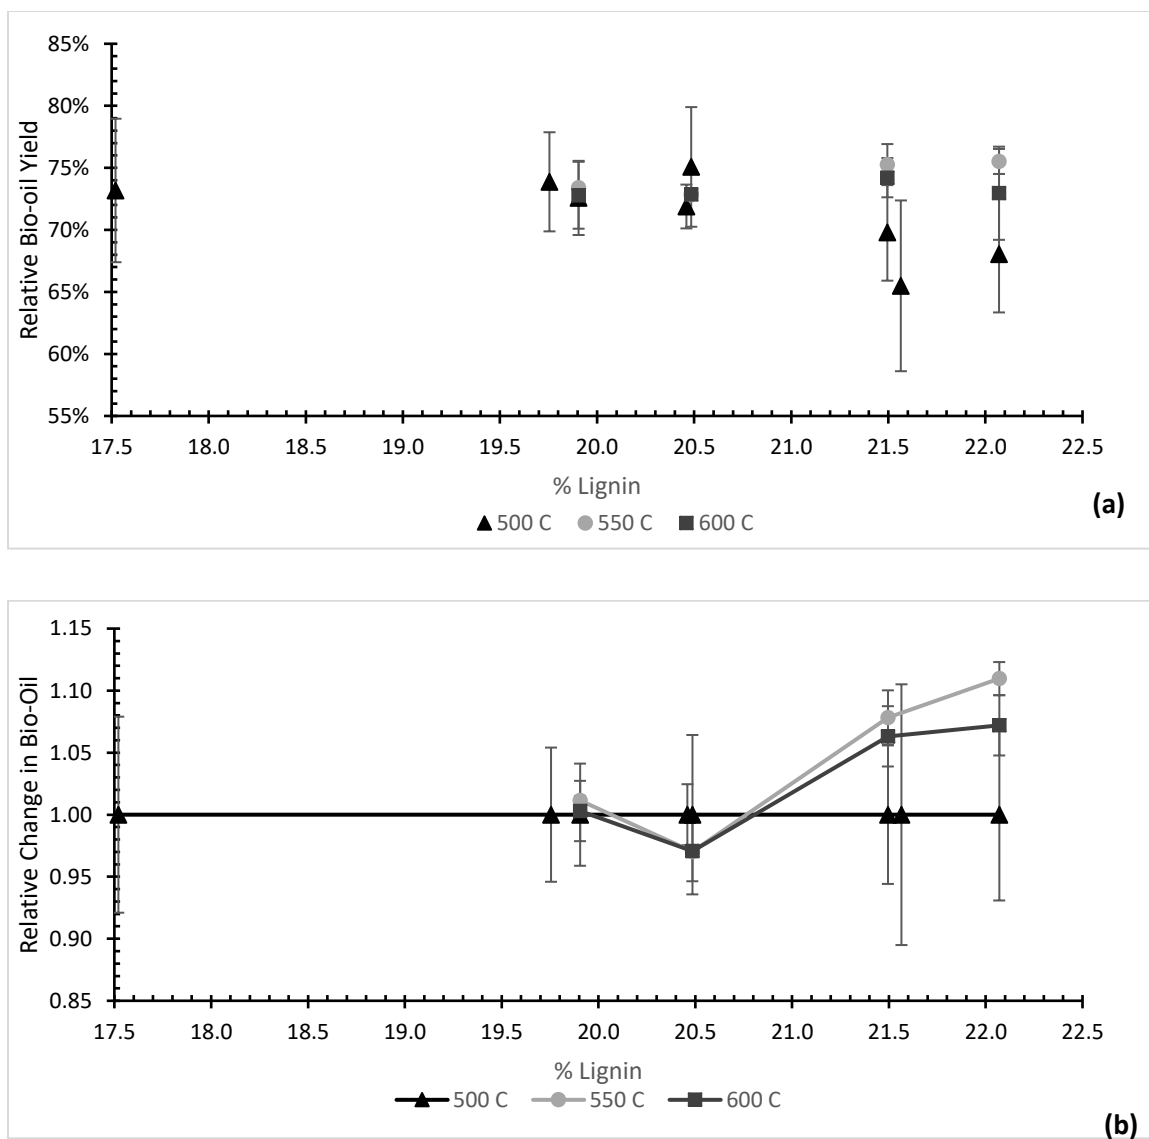 Relative Bio-oil Yield
85%
80%
75%
70%
65%
60%
55%
17.5 18.0 18.5 19.0 19.5 20.0 20.5 21.0 21.5 22.0 22.5
% Lignin
500 C 550 C 600 C
(a)
Relative Change in Bio-Oil
1.15
1.10
1.05
1.00
0.95
0.90
0.85
17.5 18.0 18.5 19.0 19.5 20.0 20.5 21.0 21.5 22.0 22.5
% Lignin
500 C 550 C 600 C
(b)